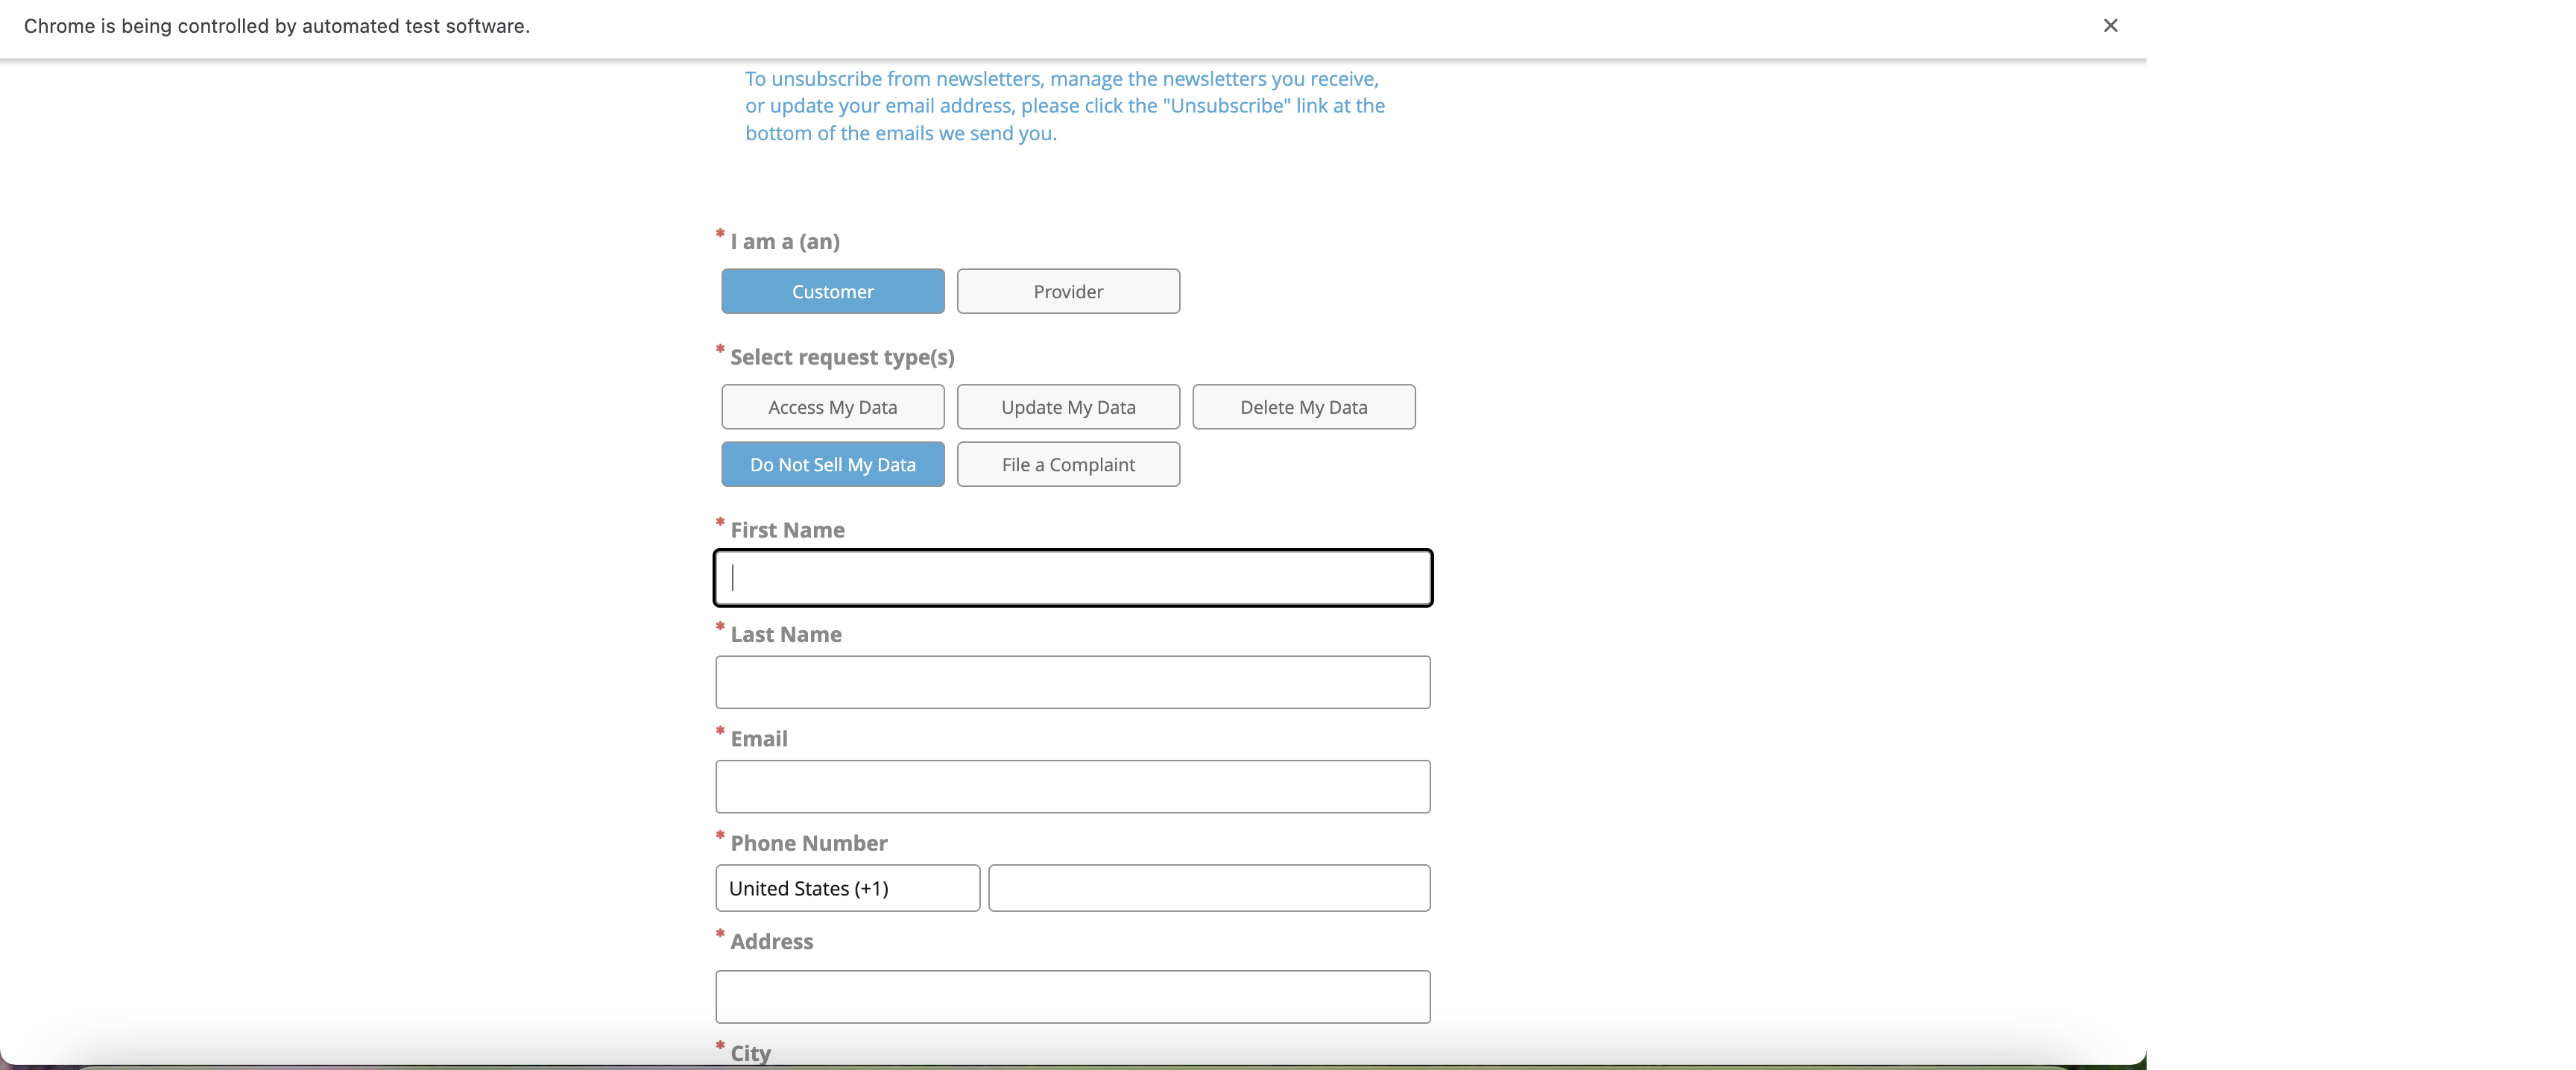 Chrome is being controlled by automated test software.
To unsubscribe from newsletters, manage the newsletters you receive,
or update your email address, please click the "Unsubscribe" link at the
bottom of the emails we send you.
* I am a (an)
Customer Provider
* Select request type(s)
Access My Data Update My Data Delete My Data
Do Not Sell My Data File a Complaint
* First Name
* Last Name
* Email
* Phone Number
United States (+1)
* Address
* City